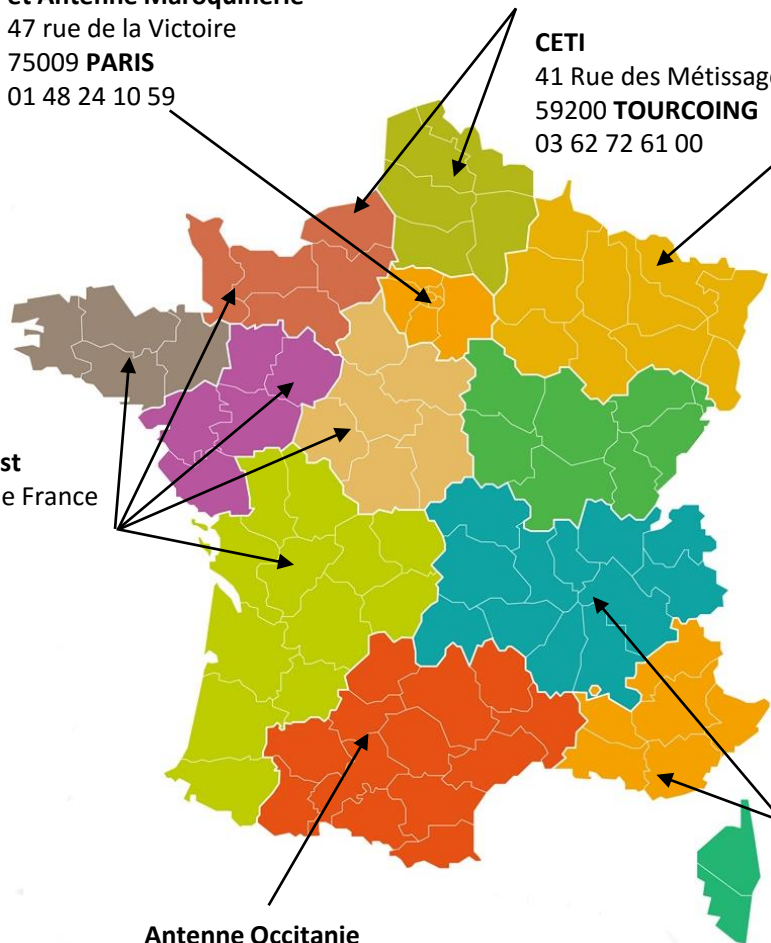 et Antenne Maroquinerie
47 rue de la Victoire
75009 PARIS
01 48 24 10 59
CETI
41 Rue des Métissage
59200 TOURCOING
03 62 72 61 00
st
e France
Antenne Occitanie